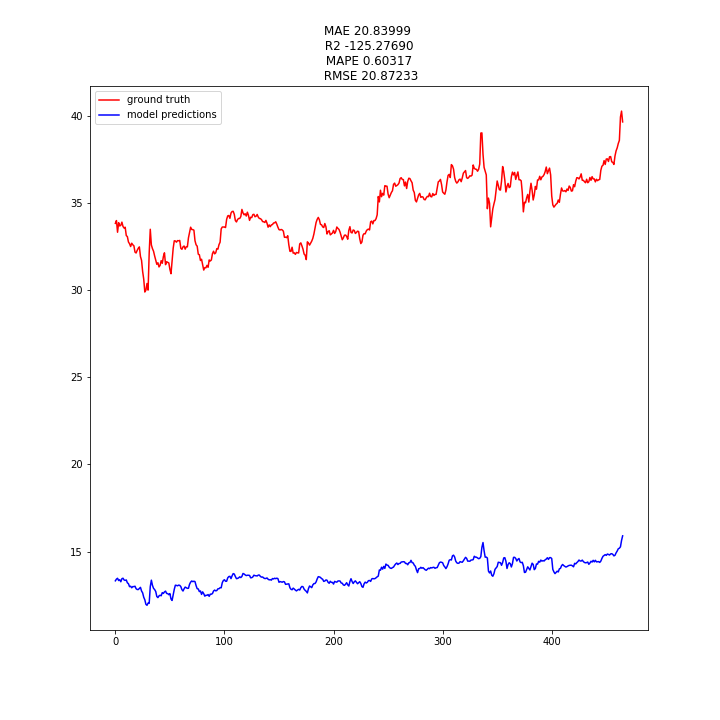 MAE 20.83999
R2 -125.27690
MAPE 0.60317
RMSE 20.87233
ground truth
model predictions
40
35
30
25
20
15
0 100 200 300 400